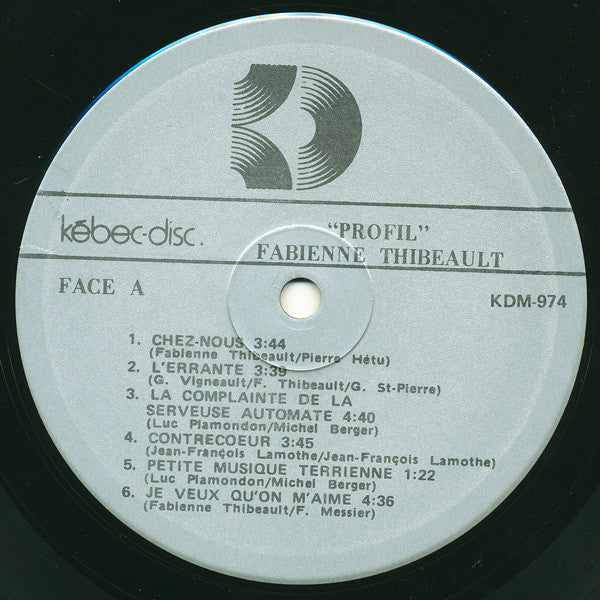 kébec-disc.
"PROFIL"
FABIENNE THIBEAULT
FACE A
KDM-974
1. CHEZ-NOUS 3:44
(Fabienne Thibeault/Pierre Hétu)
2. L'ERRANTE 3:39
(G. Vigneault/F. Thibeault/G. St-Pierre)
3. LA COMPLAINTE DE LA
SERVEUSE AUTOMATE 4:40
(Luc Plamondon/Michel Berger)
4. CONTRECOEUR 3:45
(Jean-François Lamothe/Jean-François Lamothe)
5. PETITE MUSIQUE TERRIENNE 1:22
(Luc Plamondon/Michel Berger)
6. JE VEUX QU'ON M'AIME 4:36
(Fabienne Thibeault/F. Messier)